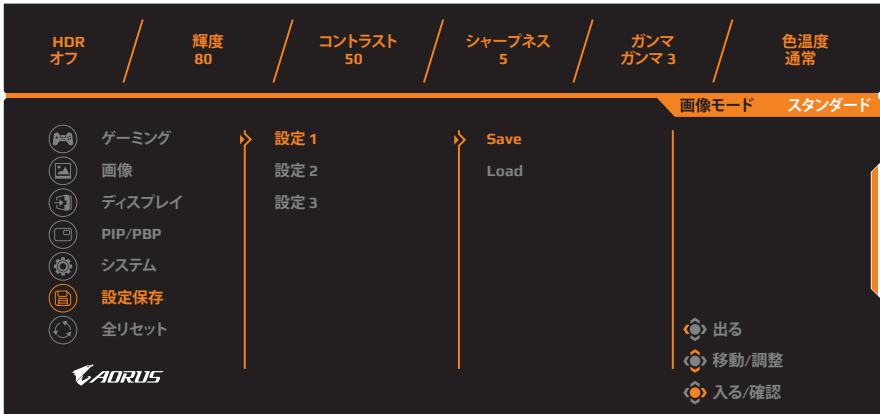 HDR
オフ
輝度
80
コントラスト
50
シャープネス
5
ガンマ
ガンマ 3
色温度
通常
画像モード スタンダード
ゲーミング
画像
ディスプレイ
PIP/PBP
システム
設定保存
全リセット
設定 1
設定 2
設定 3
Save
Load
出る
移動/調整
入る/確認
AORUS